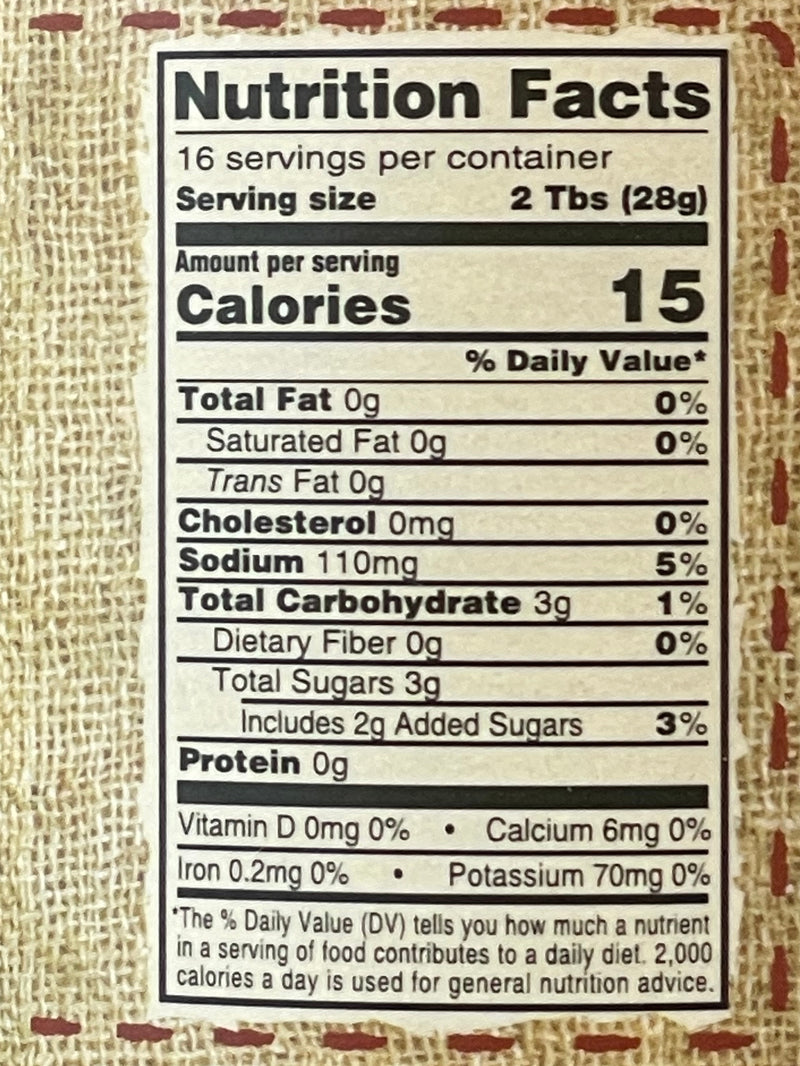 Nutrition Facts
16 servings per container
Serving size 2 Tbs (28g)
Amount per serving
Calories 15
% Daily Value*
Total Fat 0g 0%
Saturated Fat 0g 0%
Trans Fat 0g
Cholesterol 0mg 0%
Sodium 110mg 5%
Total Carbohydrate 3g 1%
Dietary Fiber 0g 0%
Total Sugars 3g
Includes 2g Added Sugars 3%
Protein 0g
Vitamin D 0mg 0% • Calcium 6mg 0%
Iron 0.2mg 0% • Potassium 70mg 0%
*The % Daily Value (DV) tells you how much a nutrient
in a serving of food contributes to a daily diet. 2,000
calories a day is used for general nutrition advice.